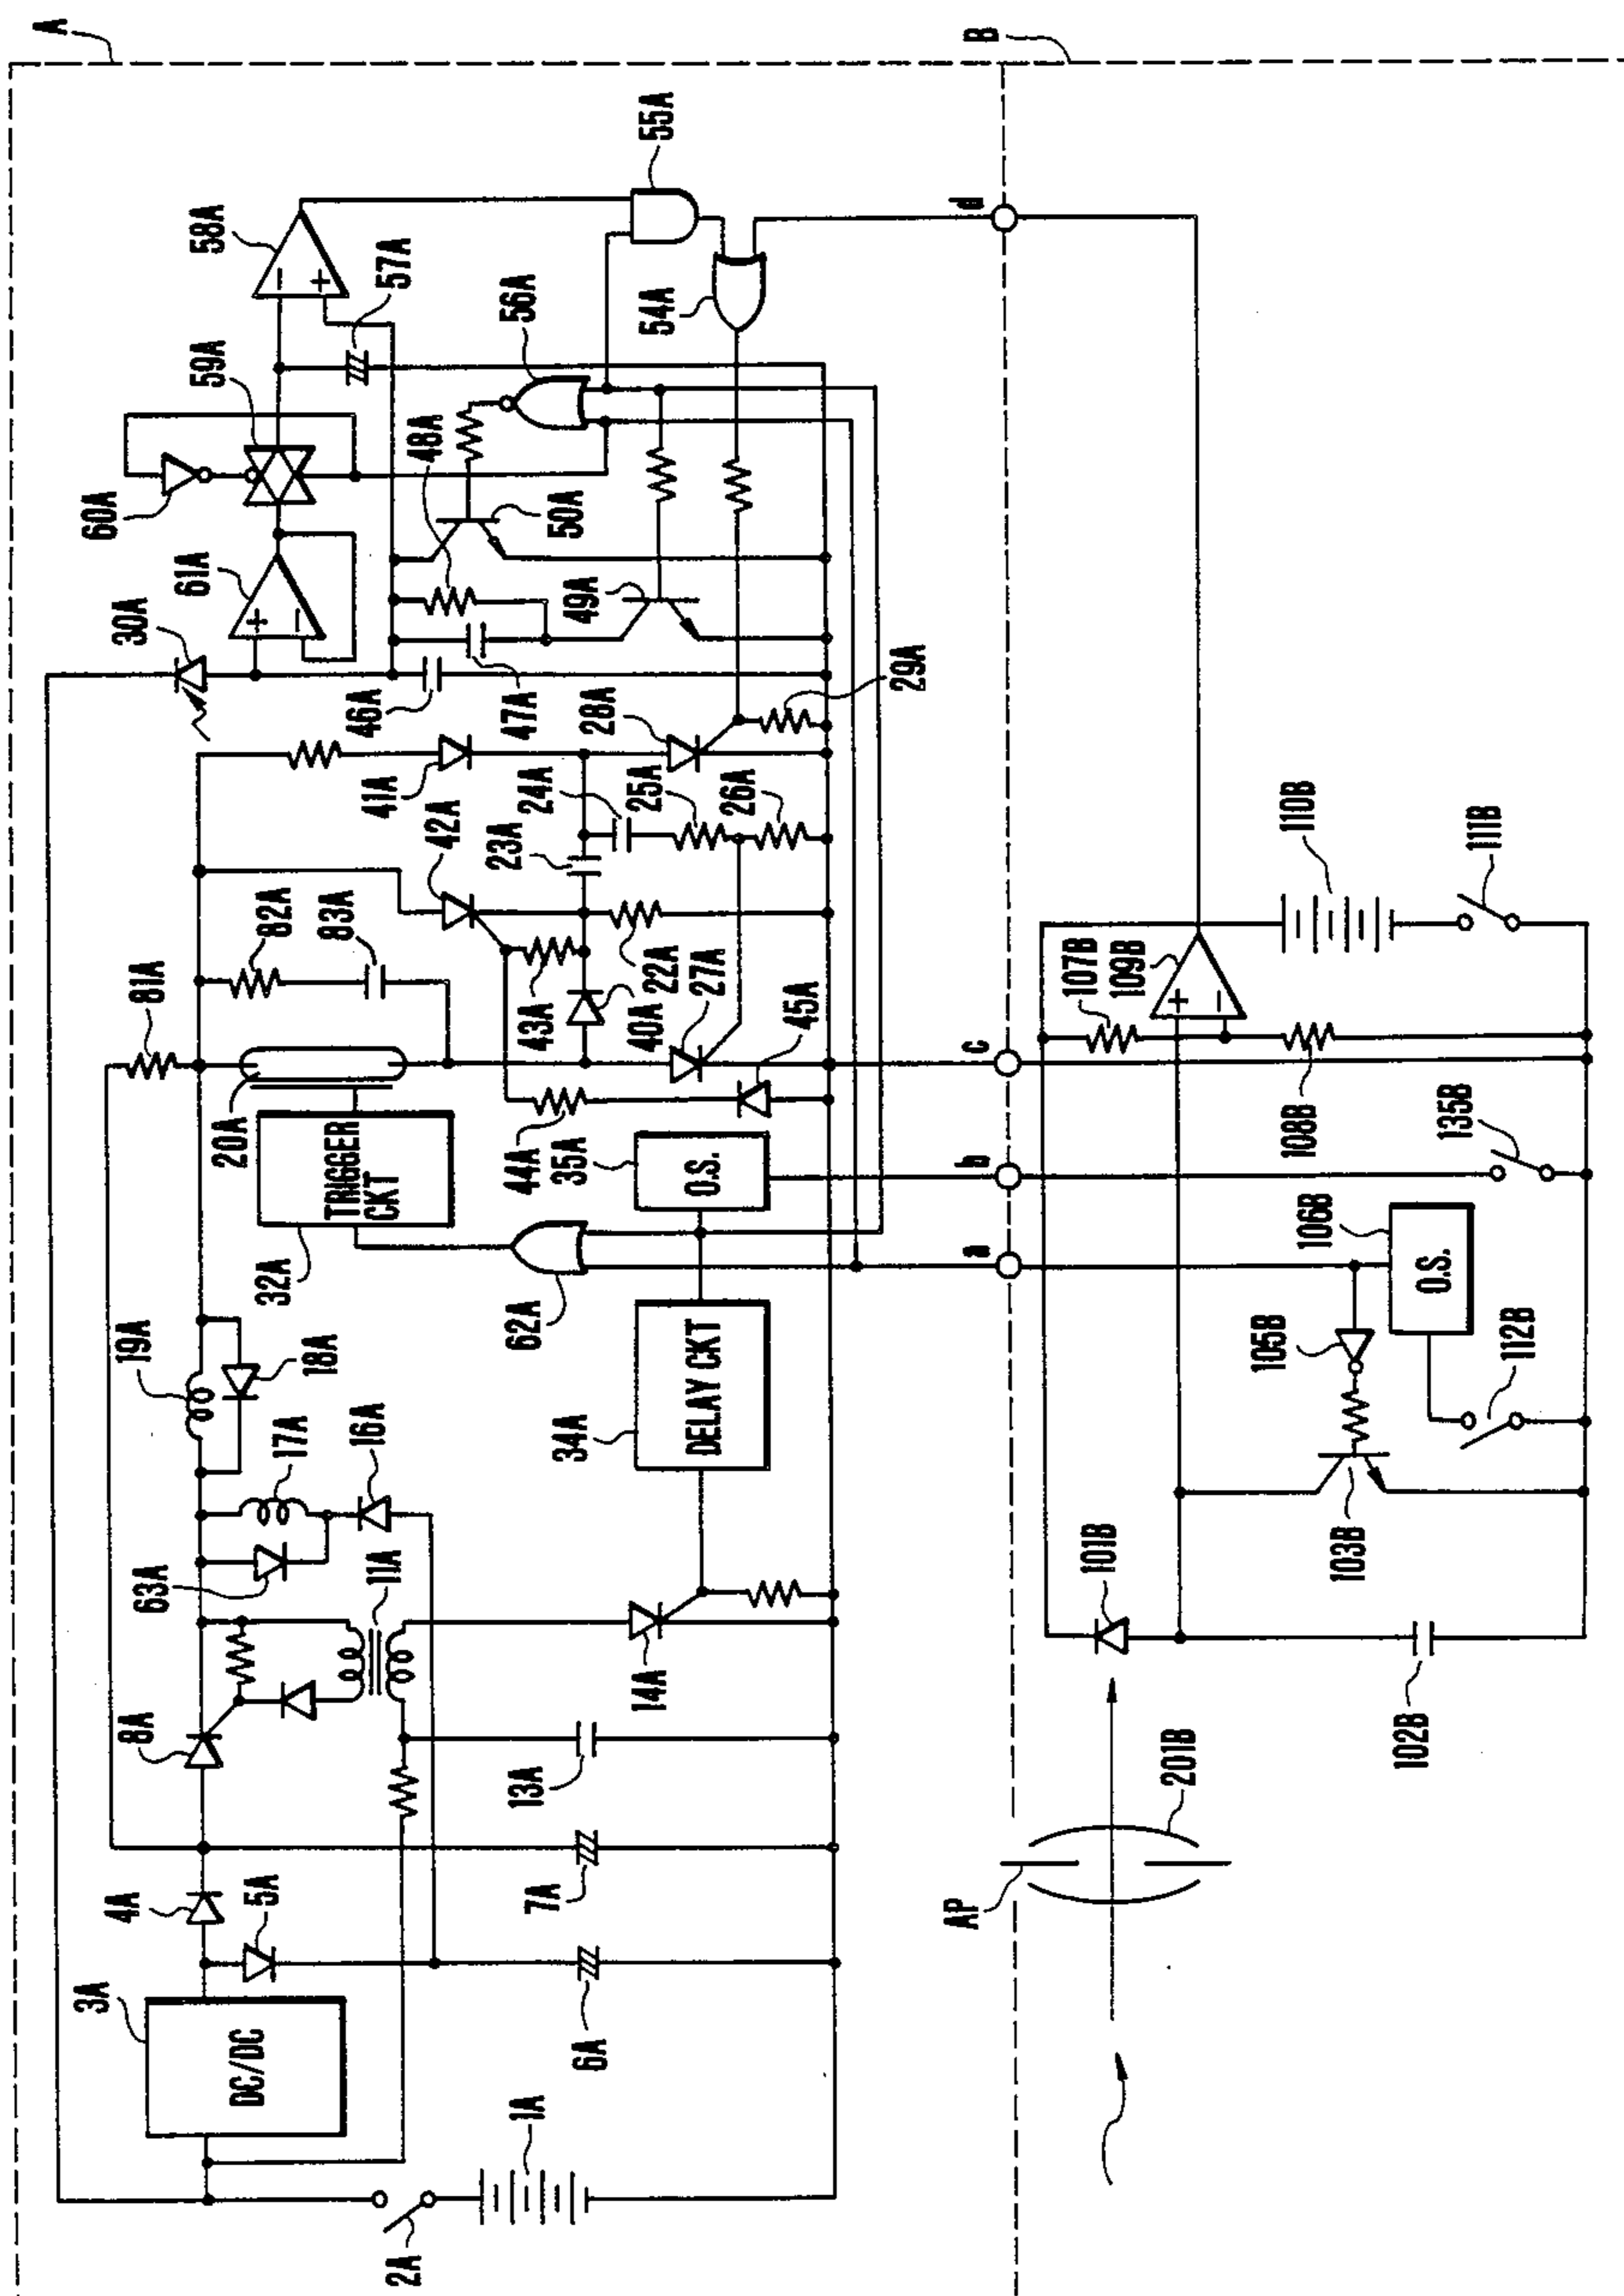 A
B
30A
61A
60A
59A
58A
57A
56A
55A
54A
d
48A
50A
49A
46A
47A
28A
29A
41A
42A
24A
23A
25A
26A
81A
82A
83A
43A
22A
40A
27A
45A
20A
TRIGGER
CKT
32A
44A
35A
O.S.
c
b
a
62A
34A
DELAY CKT
19A
18A
17A
16A
63A
11A
14A
8A
13A
4A
5A
7A
6A
3A
DC/DC
1A
2A
107B
109B
110B
111B
108B
135B
106B
O.S.
105B
112B
103B
101B
102B
201B
AP
+
−
+
−
+
−